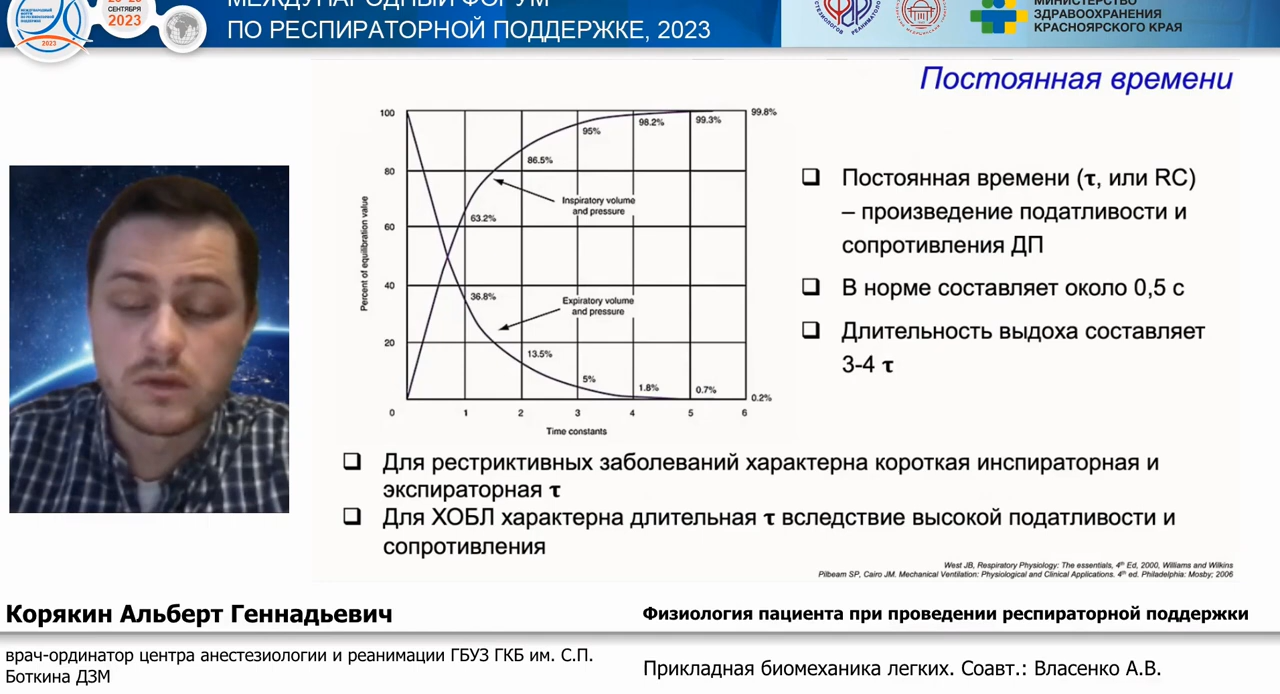 МЕЖДУНАРОДНЫЙ ФОРУМ
ПО РЕСПИРАТОРНОЙ ПОДДЕРЖКЕ, 2023
СЕНТЯБРЯ
2023
2023
МИНИСТЕРСТВО
ЗДРАВООХРАНЕНИЯ
КРАСНОЯРСКОГО КРАЯ
Постоянная времени
100
80
60
40
20
0
1
2
3
4
5
6
Percent of equilibration value
Time constants
63.2%
86.5%
95%
98.2%
99.3%
99.8%
Inspiratory volume
and pressure
36.8%
13.5%
5%
1.8%
0.7%
0.2%
Expiratory volume
and pressure
❑ Постоянная времени (τ, или RC)
– произведение податливости и
сопротивления ДП
❑ В норме составляет около 0,5 с
❑ Длительность выдоха составляет
3-4 τ
❑ Для рестриктивных заболеваний характерна короткая инспираторная и
экспираторная τ
❑ Для ХОБЛ характерна длительная τ вследствие высокой податливости и
сопротивления
West JB, Respiratory Physiology: The essentials, 4th Ed, 2000, Williams and Wilkins
Pilbeam SP, Cairo JM. Mechanical Ventilation: Physiological and Clinical Applications. 4th ed. Philadelphia: Mosby; 2006
Корякин Альберт Геннадьевич
врач-ординатор центра анестезиологии и реанимации ГБУЗ ГКБ им. С.П.
Боткина ДЗМ
Физиология пациента при проведении респираторной поддержки
Прикладная биомеханика легких. Соавт.: Власенко А.В.